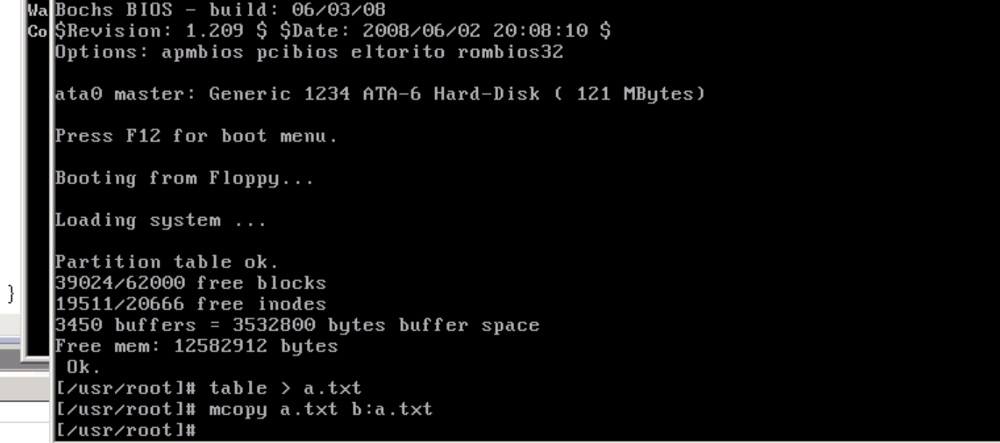 Wa
Co
Bochs BIOS - build: 06/03/08
$Revision: 1.209 $ $Date: 2008/06/02 20:08:10 $
Options: apmbios pcibios eltorito rombios32
ata0 master: Generic 1234 ATA-6 Hard-Disk ( 121 MBytes)
Press F12 for boot menu.
Booting from Floppy...
Loading system ...
Partition table ok.
39024/62000 free blocks
19511/20666 free inodes
3450 buffers = 3532800 bytes buffer space
Free mem: 12582912 bytes
Ok.
[/usr/root]# table > a.txt
[/usr/root]# mcopy a.txt b:a.txt
[/usr/root]#
}